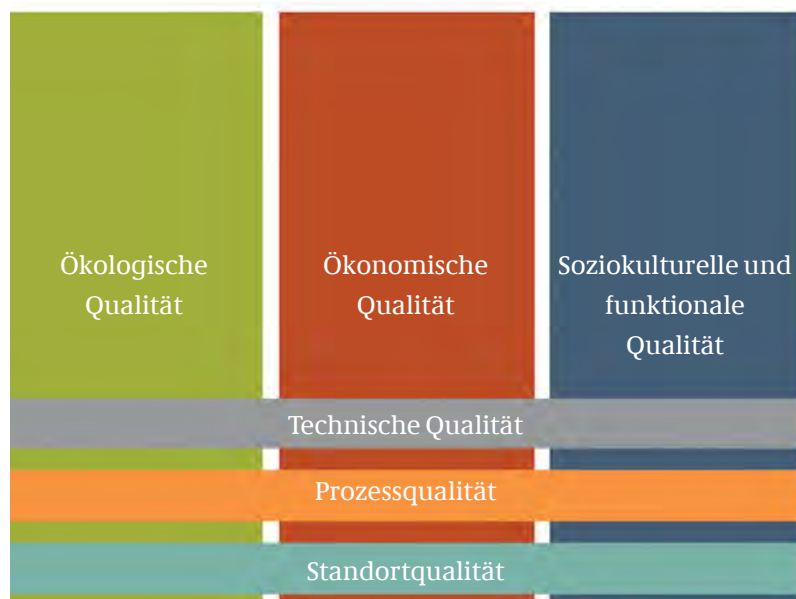 Ökologische
Qualität
Ökonomische
Qualität
Soziokulturelle und
funktionale
Qualität
Technische Qualität
Prozessqualität
Standortqualität